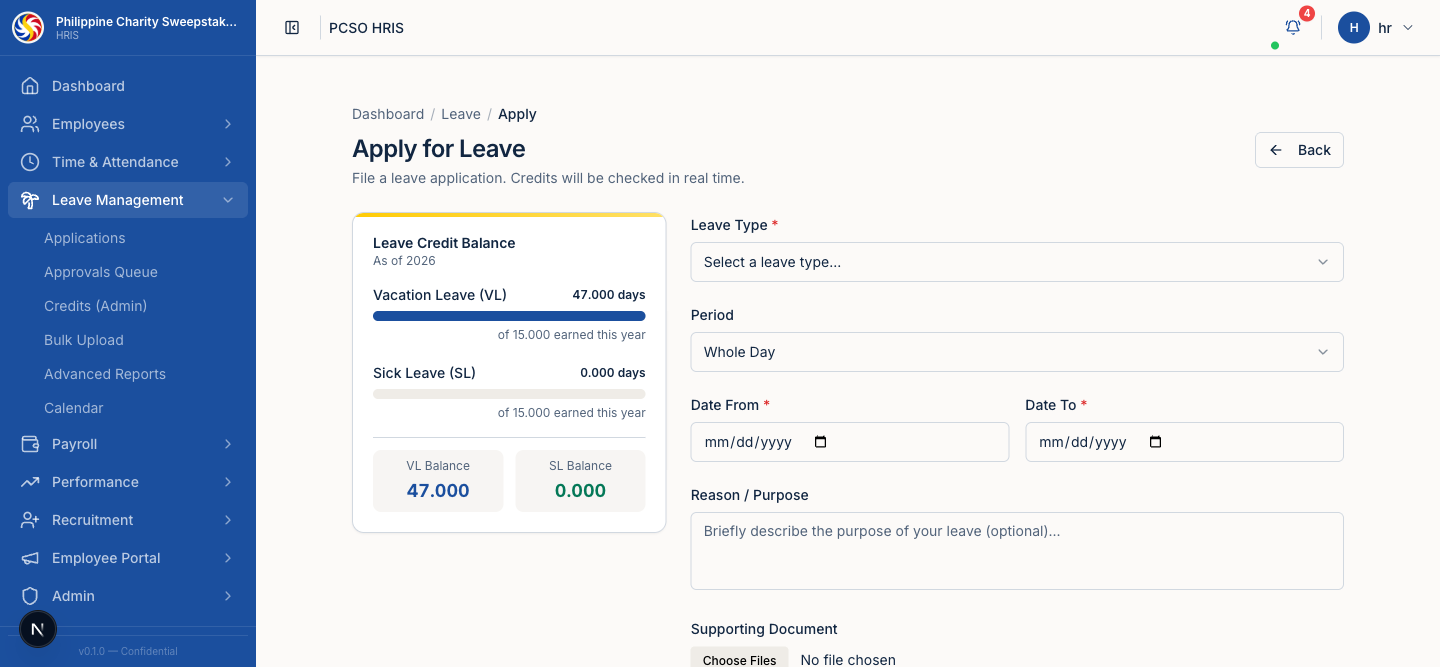 Philippine Charity Sweepstak...
HRIS
Dashboard
Employees
Time & Attendance
Leave Management
Applications
Approvals Queue
Credits (Admin)
Bulk Upload
Advanced Reports
Calendar
Payroll
Performance
Recruitment
Employee Portal
Admin
N
v0.1.0 — Confidential
PCSO HRIS
4
H hr
Dashboard / Leave / Apply
Apply for Leave
Back
File a leave application. Credits will be checked in real time.
Leave Credit Balance
As of 2026
Vacation Leave (VL) 47.000 days
of 15.000 earned this year
Sick Leave (SL) 0.000 days
of 15.000 earned this year
VL Balance SL Balance
47.000 0.000
Leave Type *
Select a leave type...
Period
Whole Day
Date From * Date To *
mm/dd/yyyy mm/dd/yyyy
Reason / Purpose
Briefly describe the purpose of your leave (optional)...
Supporting Document
Choose Files No file chosen